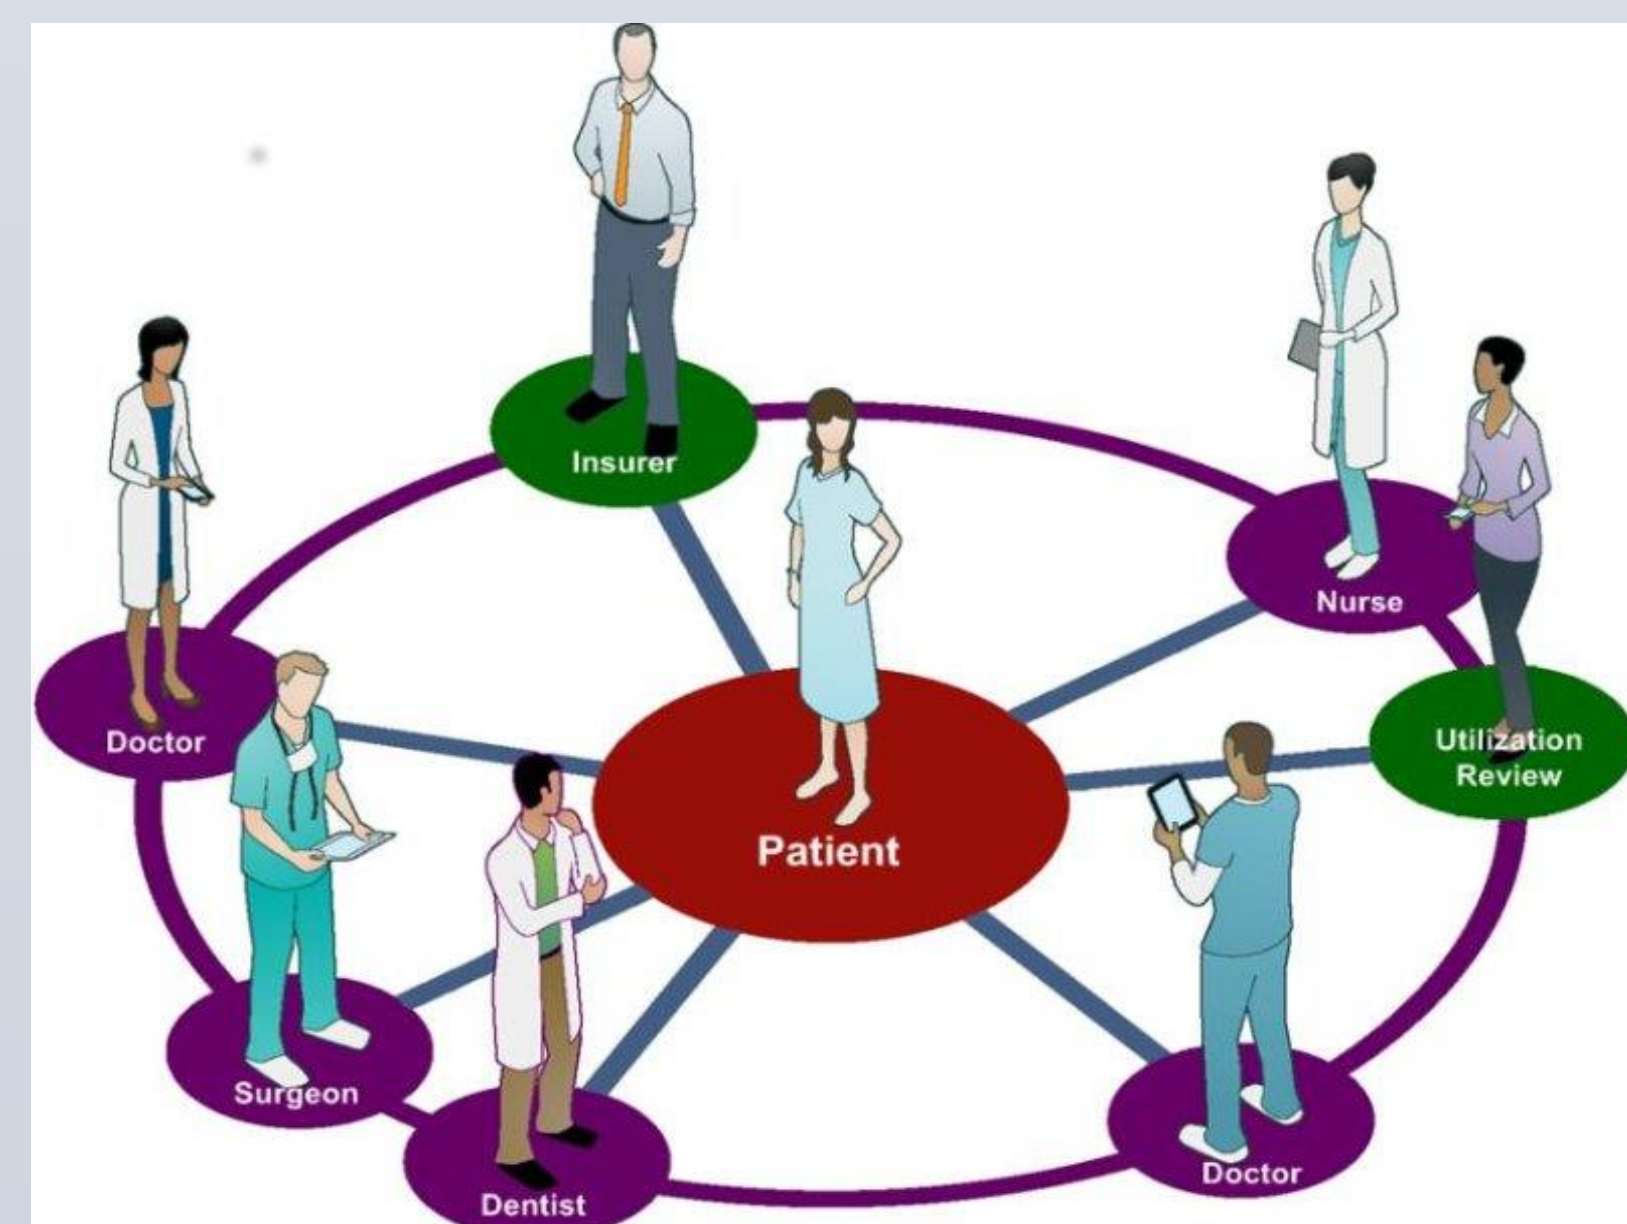 Insurer
Nurse
Doctor
Utilization
Review
Patient
Surgeon
Doctor
Dentist